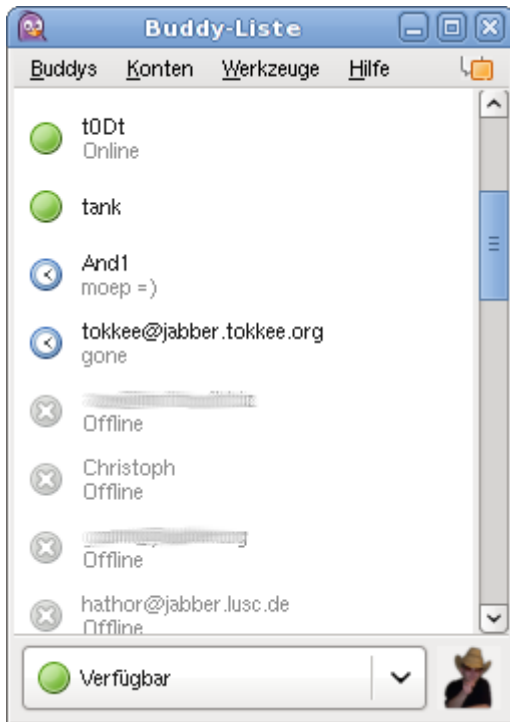 Buddy-Liste
Buddys Konten Werkzeuge Hilfe
t0Dt
Online
tank
And1
moep =)
tokkee@jabber.tokkee.org
gone
Offline
Christoph
Offline
Offline
hathor@jabber.lusc.de
Offline
Verfügbar